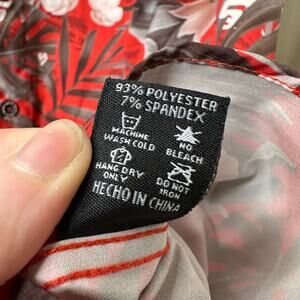 93% POLYESTER
7% SPANDEX
MACHINE
WASH COLD
NO
BLEACH
HANG DRY
ONLY
DO NOT
IRON
HECHO IN CHINA